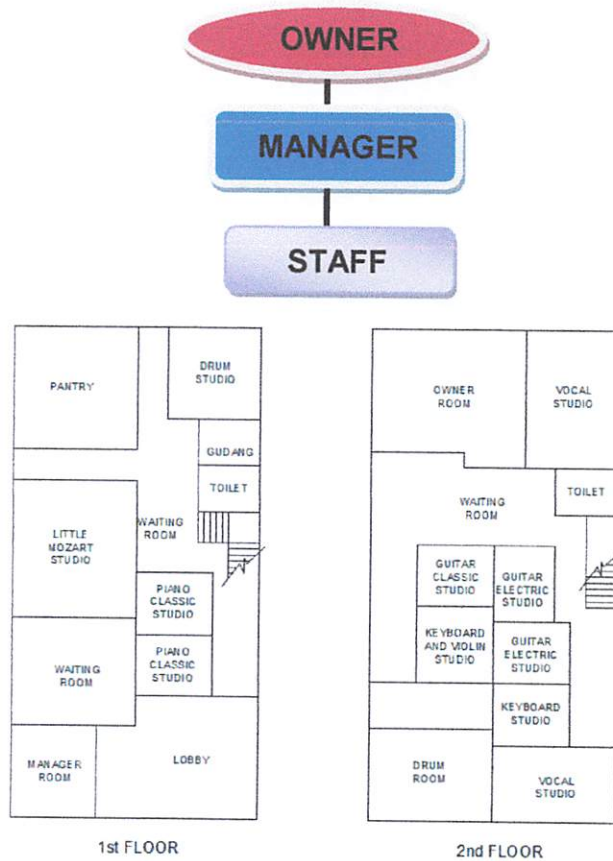 OWNER
MANAGER
STAFF
PANTRY
DRUM
STUDIO
GUDANG
TOILET
LITTLE
MOZART
STUDIO
WAITING
ROOM
PIANO
CLASSIC
STUDIO
PIANO
CLASSIC
STUDIO
WAITING
ROOM
MANAGER
ROOM
LOBBY
1st FLOOR
OWNER
ROOM
VOCAL
STUDIO
WAITING
ROOM
TOILET
GUITAR
CLASSIC
STUDIO
GUITAR
ELECTRIC
STUDIO
KEYBOARD
AND VIOLIN
STUDIO
GUITAR
ELECTRIC
STUDIO
KEYBOARD
STUDIO
DRUM
ROOM
VOCAL
STUDIO
2nd FLOOR